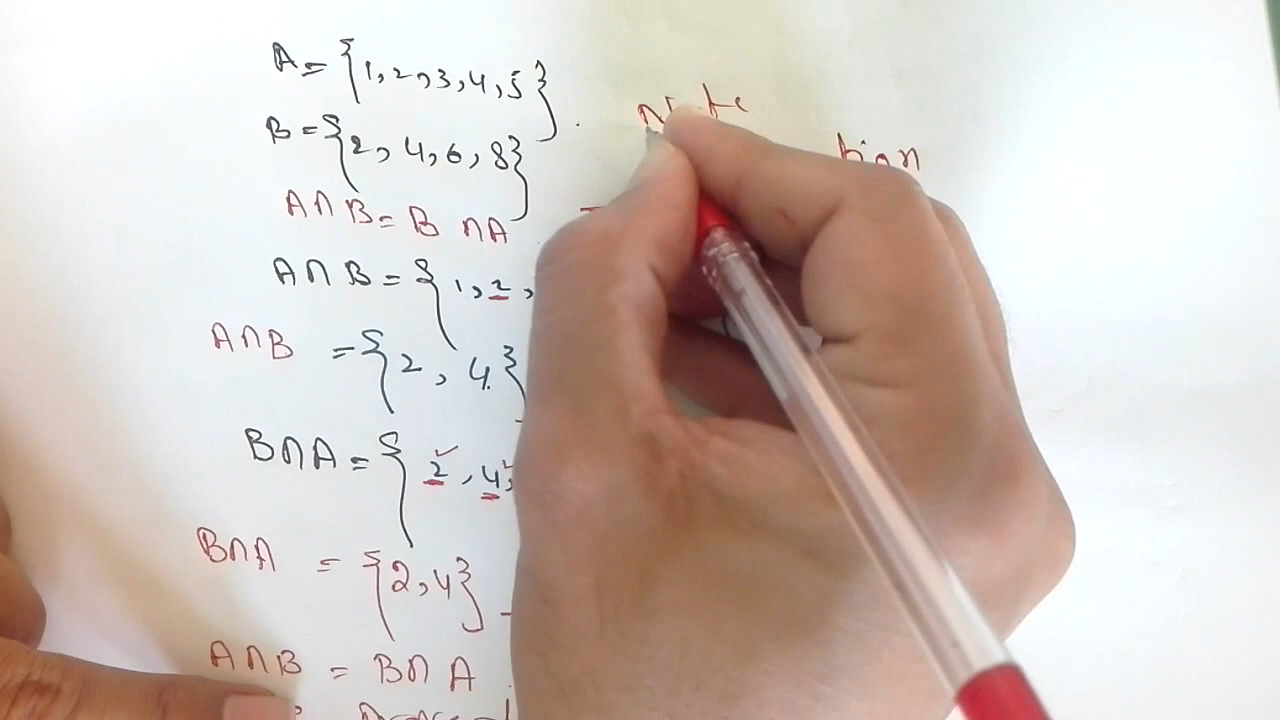 A = {1, 2, 3, 4, 5}
B = {2, 4, 6, 8}
A∩B = B ∩A
A∩B = {1, 2,
A∩B = {2, 4}
B∩A = {2, 4,
B∩A = {2, 4}
A∩B = B∩A